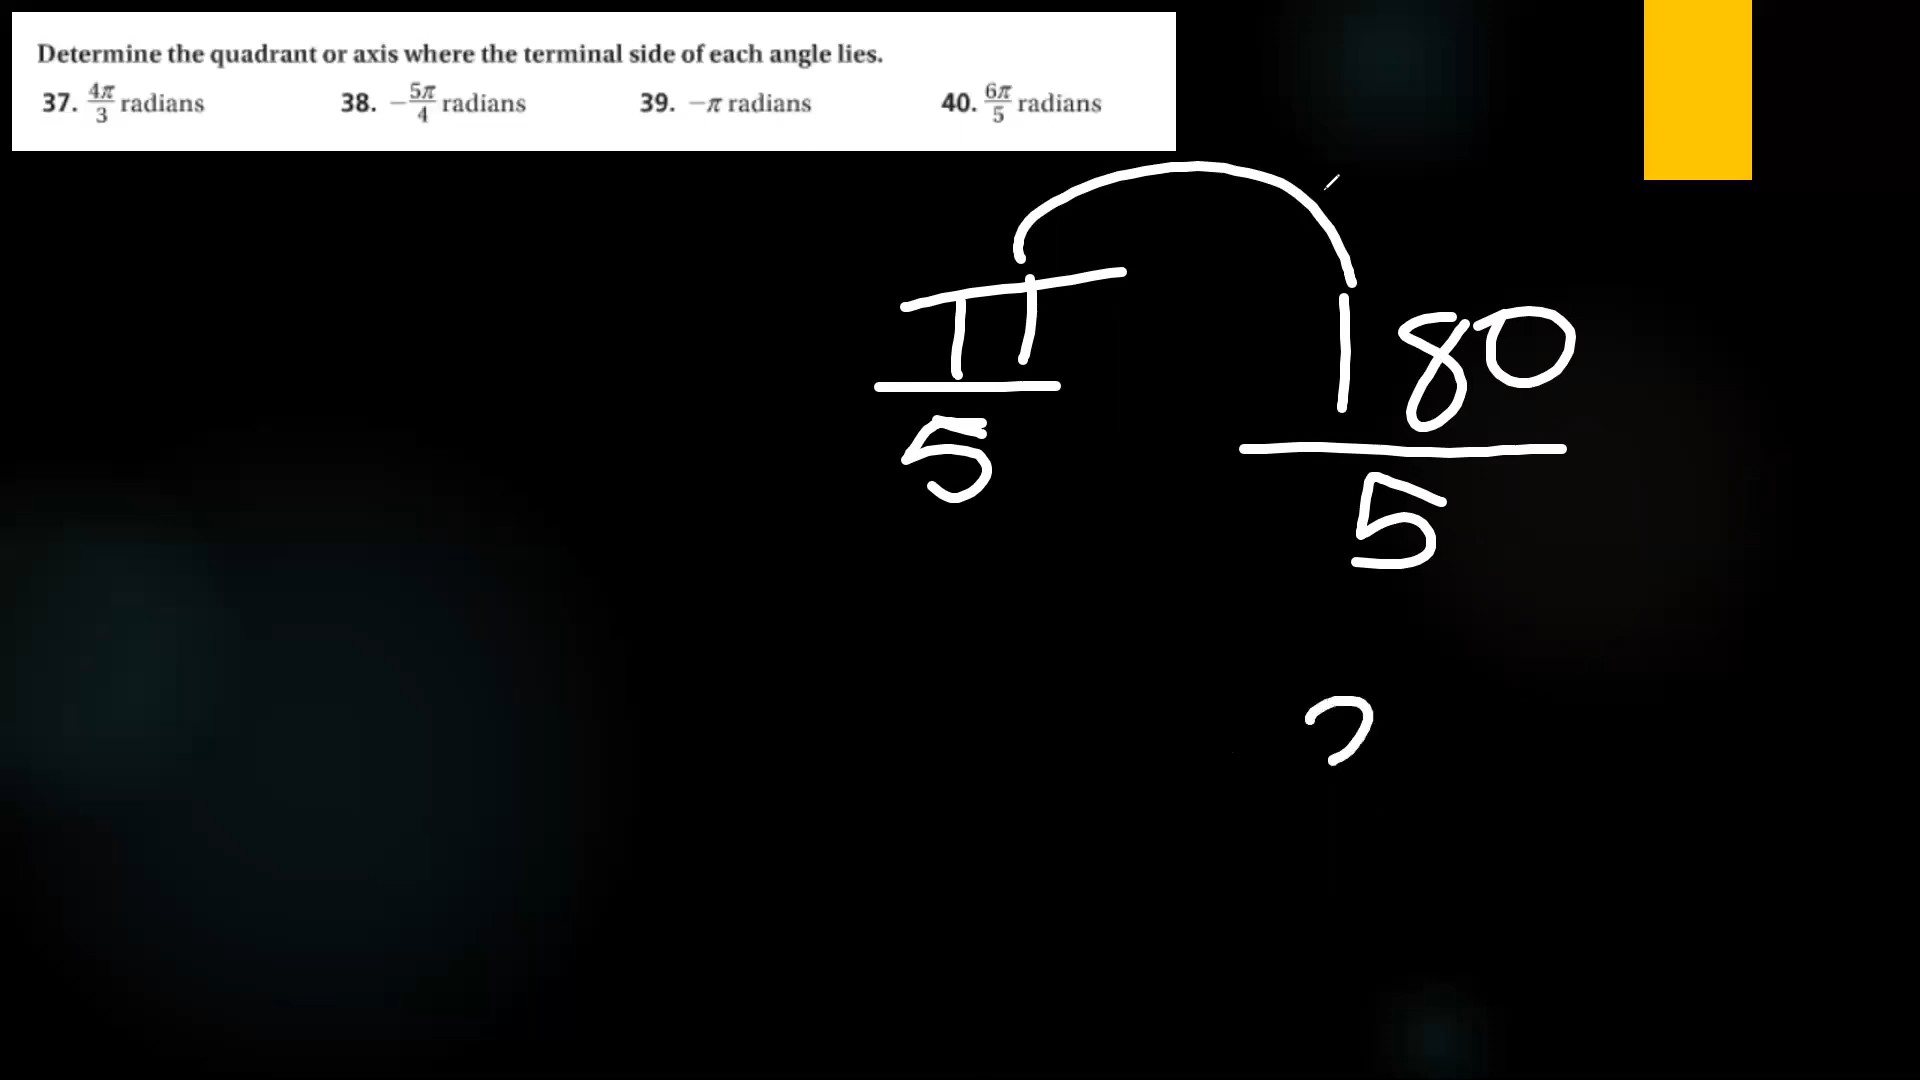 Determine the quadrant or axis where the terminal side of each angle lies.
37. 4π/3 radians 38. −5π/4 radians 39. −π radians 40. 6π/5 radians
π/5 180/5